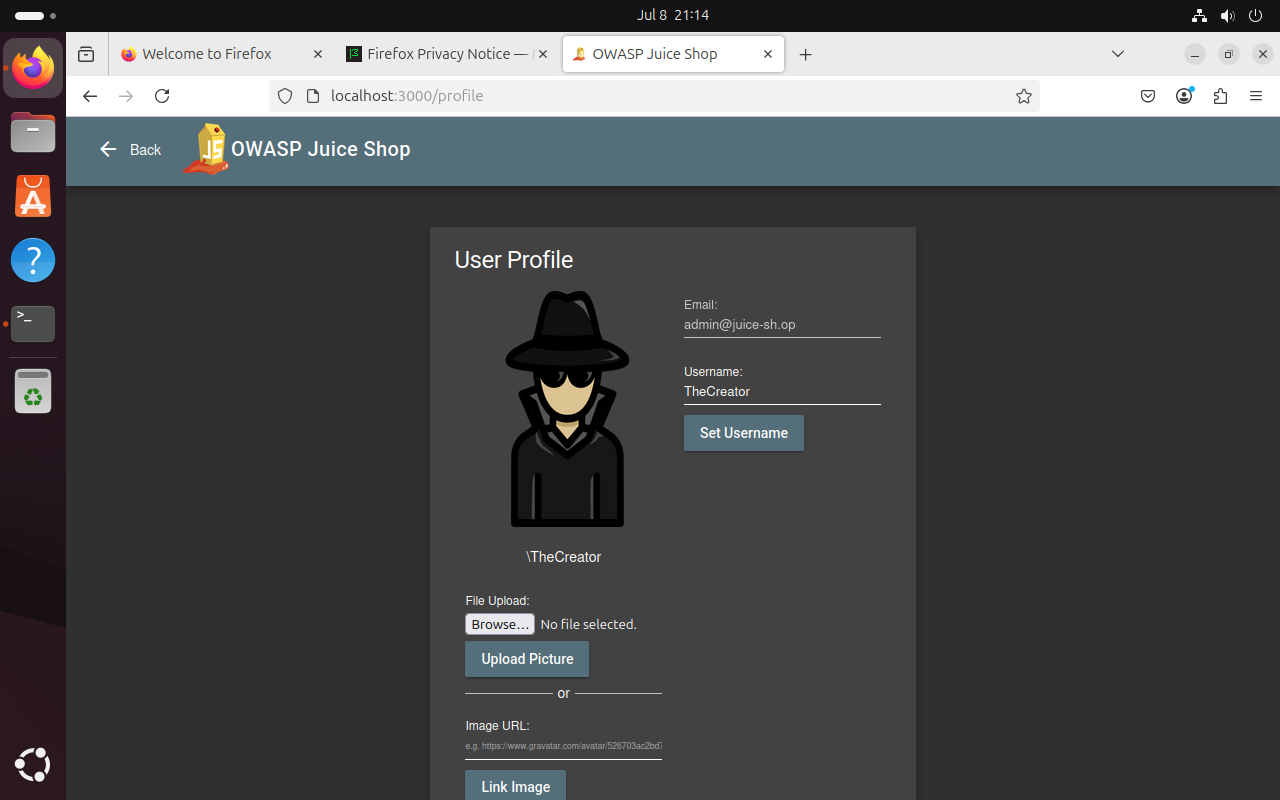 Jul 8 21:14
Welcome to Firefox
Firefox Privacy Notice —
OWASP Juice Shop
localhost:3000/profile
Back
JS
OWASP Juice Shop
User Profile
Email:
admin@juice-sh.op
Username:
TheCreator
Set Username
\TheCreator
File Upload:
Browse… No file selected.
Upload Picture
or
Image URL:
e.g. https://www.gravatar.com/avatar/526703ac2bd7
Link Image